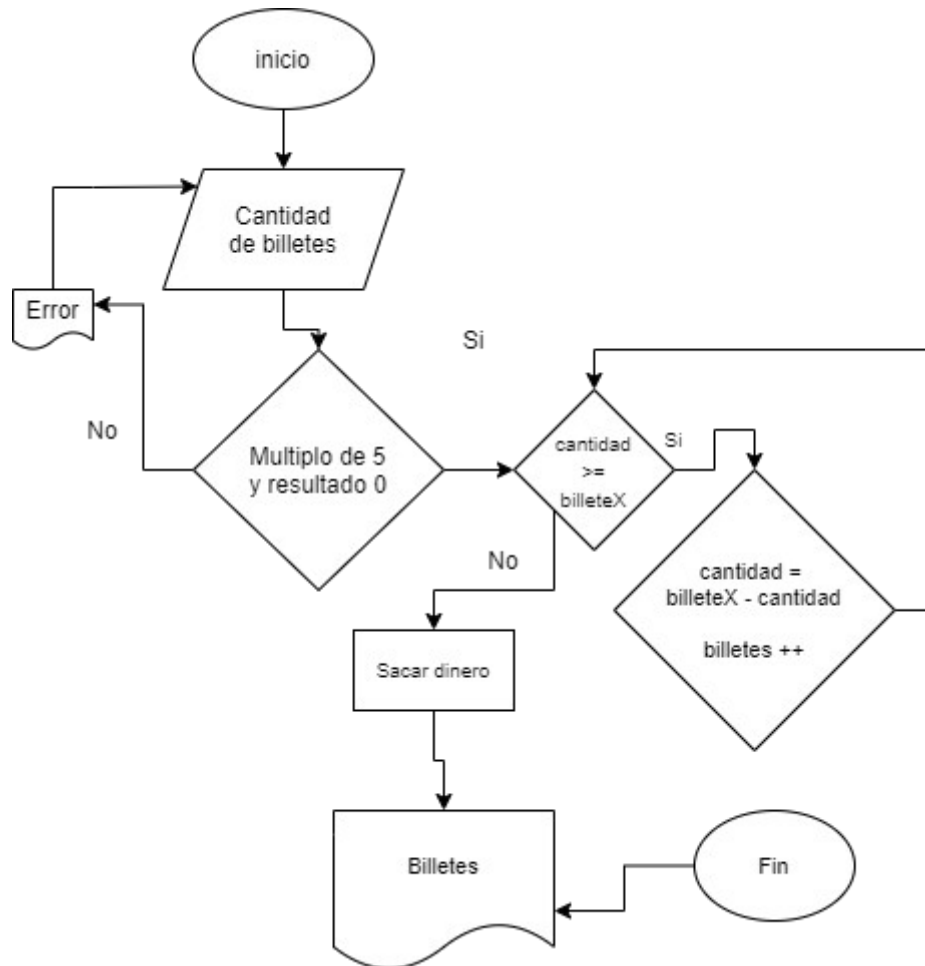 inicio
Cantidad
de billetes
Error
Si
No
Multiplo de 5
y resultado 0
cantidad
>=
billeteX
Si
cantidad =
billeteX - cantidad
billetes ++
No
Sacar dinero
Billetes
Fin